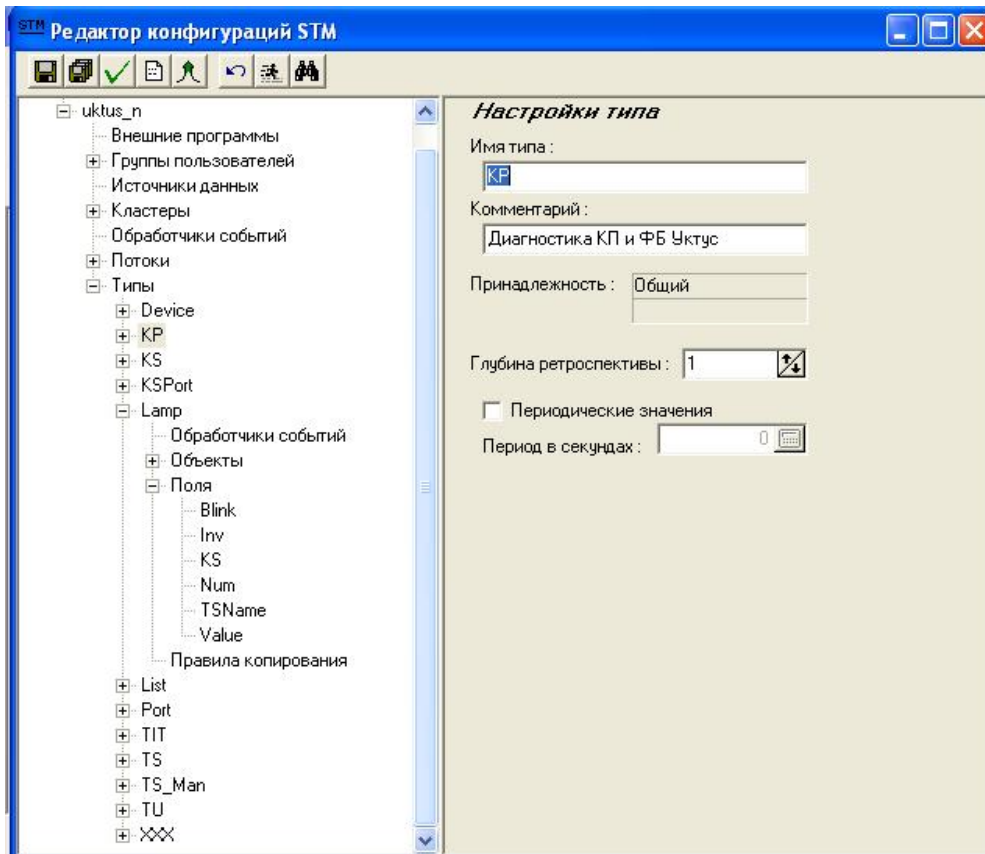 STM Редактор конфигураций STM
uktus_n
Внешние программы
Группы пользователей
Источники данных
Кластеры
Обработчики событий
Потоки
Типы
Device
KP
KS
KSPort
Lamp
Обработчики событий
Объекты
Поля
Blink
Inv
KS
Num
TSName
Value
Правила копирования
List
Port
TIT
TS
TS_Man
TU
XXX
Настройки типа
Имя типа :
KP
Комментарий :
Диагностика КП и ФБ Уктус
Принадлежность : Общий
Глубина ретроспективы : 1
Периодические значения
Период в секундах : 0